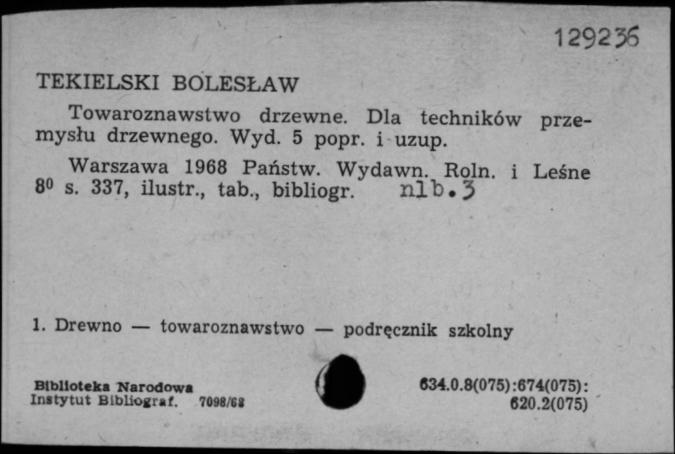 129236
TEKIELSKI BOLESŁAW
Towaroznawstwo drzewne. Dla techników prze-
mysłu drzewnego. Wyd. 5 popr. i uzup.
Warszawa 1968 Państw. Wydawn. Roln. i Leśne
8⁰ s. 337, ilustr., tab., bibliogr. nlb.3
1. Drewno — towaroznawstwo — podręcznik szkolny
Biblioteka Narodowa 634.0.8(075):674(075):
Instytut Bibliograf. 7098/68 620.2(075)